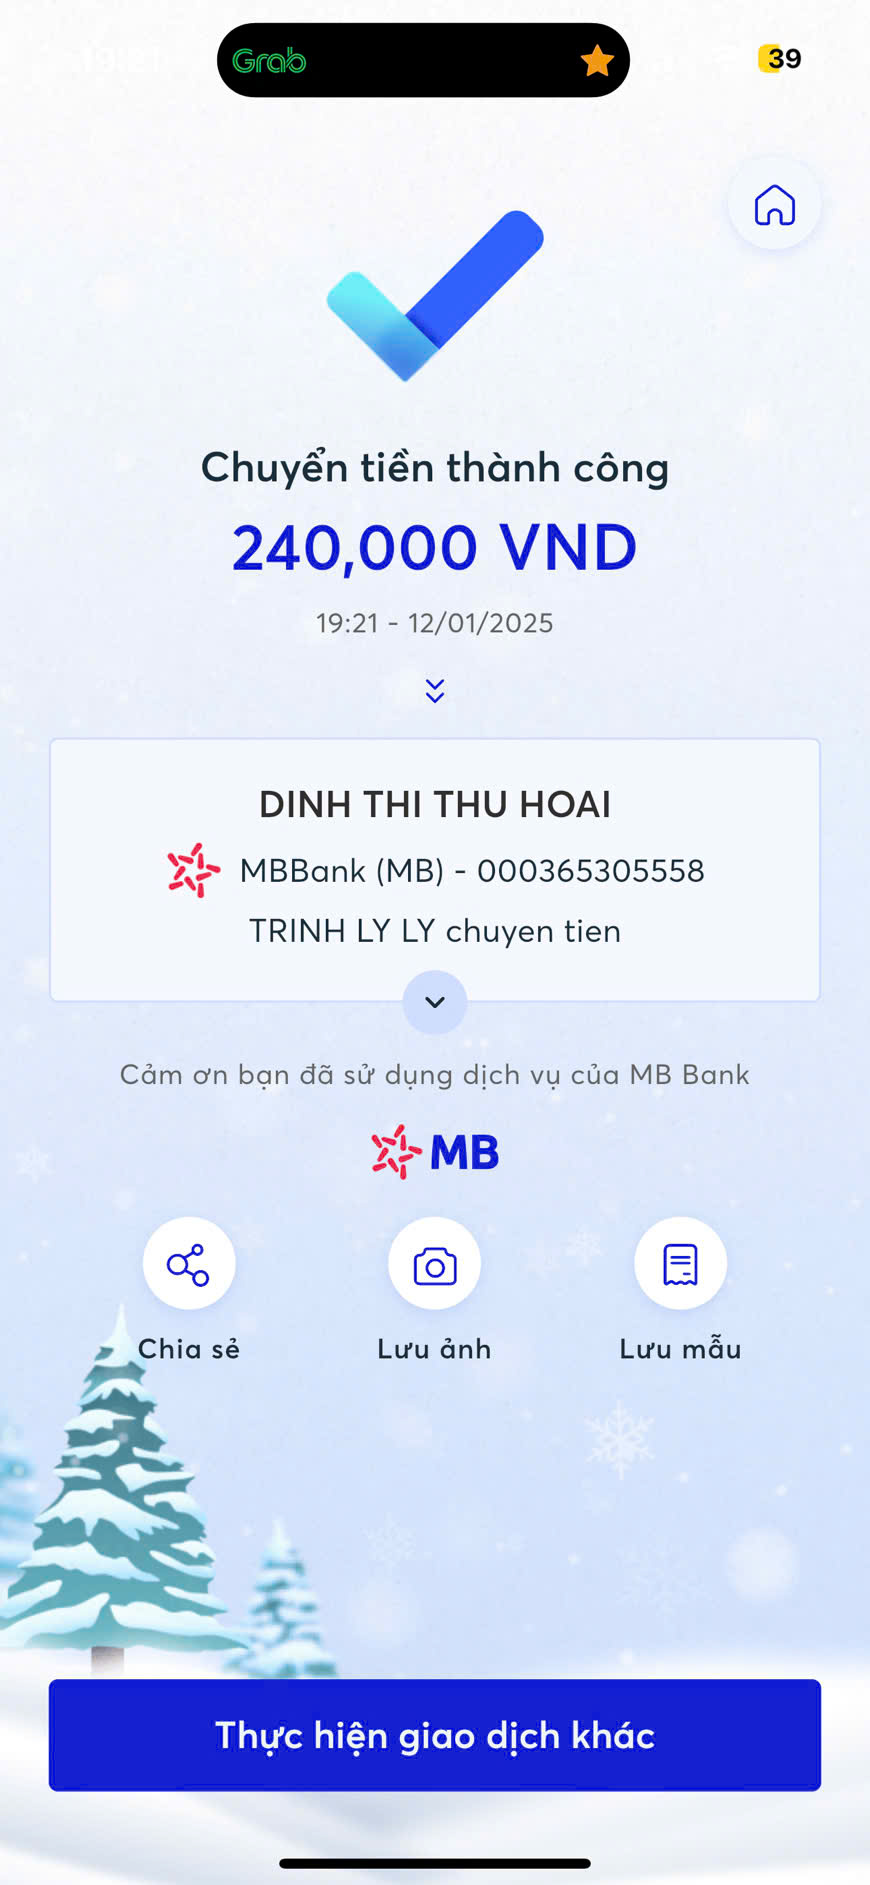 Grab
39
Chuyển tiền thành công
240,000 VND
19:21 - 12/01/2025
DINH THI THU HOAI
MBBank (MB) - 000365305558
TRINH LY LY chuyen tien
Cảm ơn bạn đã sử dụng dịch vụ của MB Bank
MB
Chia sẻ
Lưu ảnh
Lưu mẫu
Thực hiện giao dịch khác